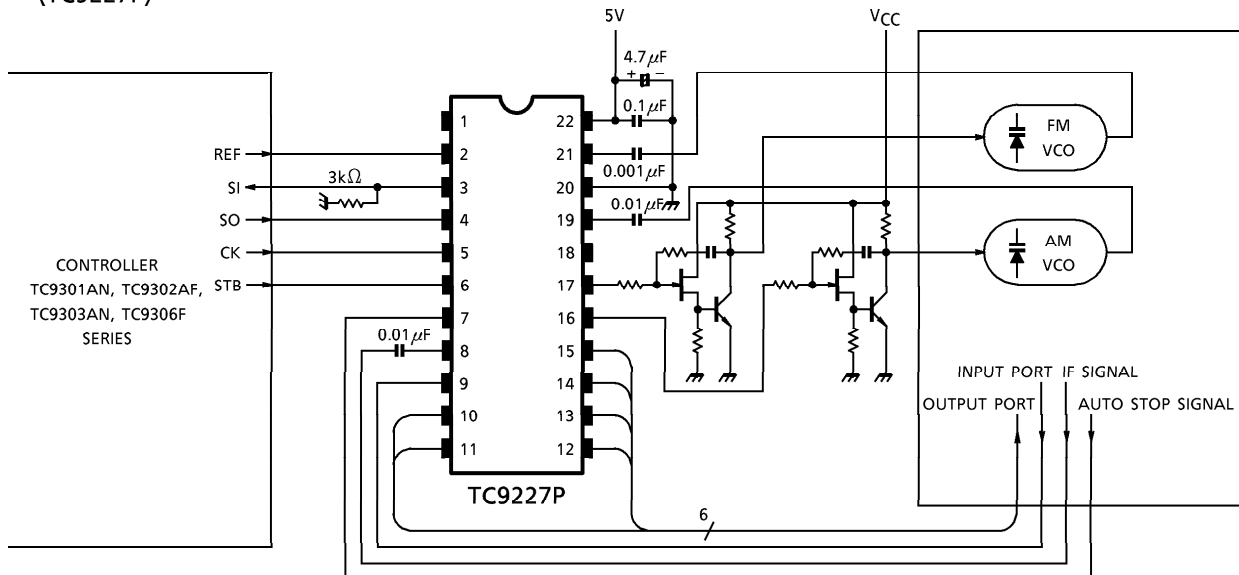 (TC9227P)
5V
VCC
4.7μF
+ −
0.1μF
0.001μF
0.01μF
FM
VCO
AM
VCO
REF
SI
SO
CK
STB
3kΩ
CONTROLLER
TC9301AN, TC9302AF,
TC9303AN, TC9306F
SERIES
0.01μF
1
2
3
4
5
6
7
8
9
10
11
22
21
20
19
18
17
16
15
14
13
12
TC9227P
INPUT PORT IF SIGNAL
OUTPUT PORT AUTO STOP SIGNAL
6